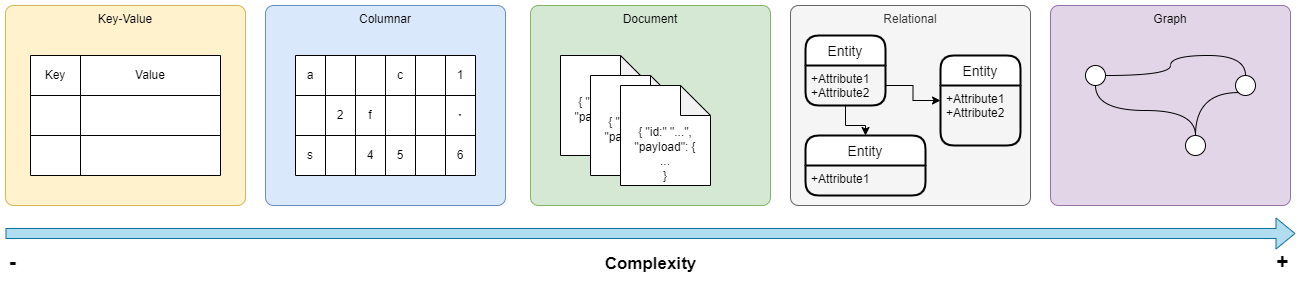 Key-Value
Key Value
Columnar
a c 1
2 f -
s 4 5 6
Document
{ "
"pa
{ "
"pa
{ "id:" "...",
"payload": {
...
}
Relational
Entity
+Attribute1
+Attribute2
Entity
+Attribute1
+Attribute2
Entity
+Attribute1
Graph
- Complexity +